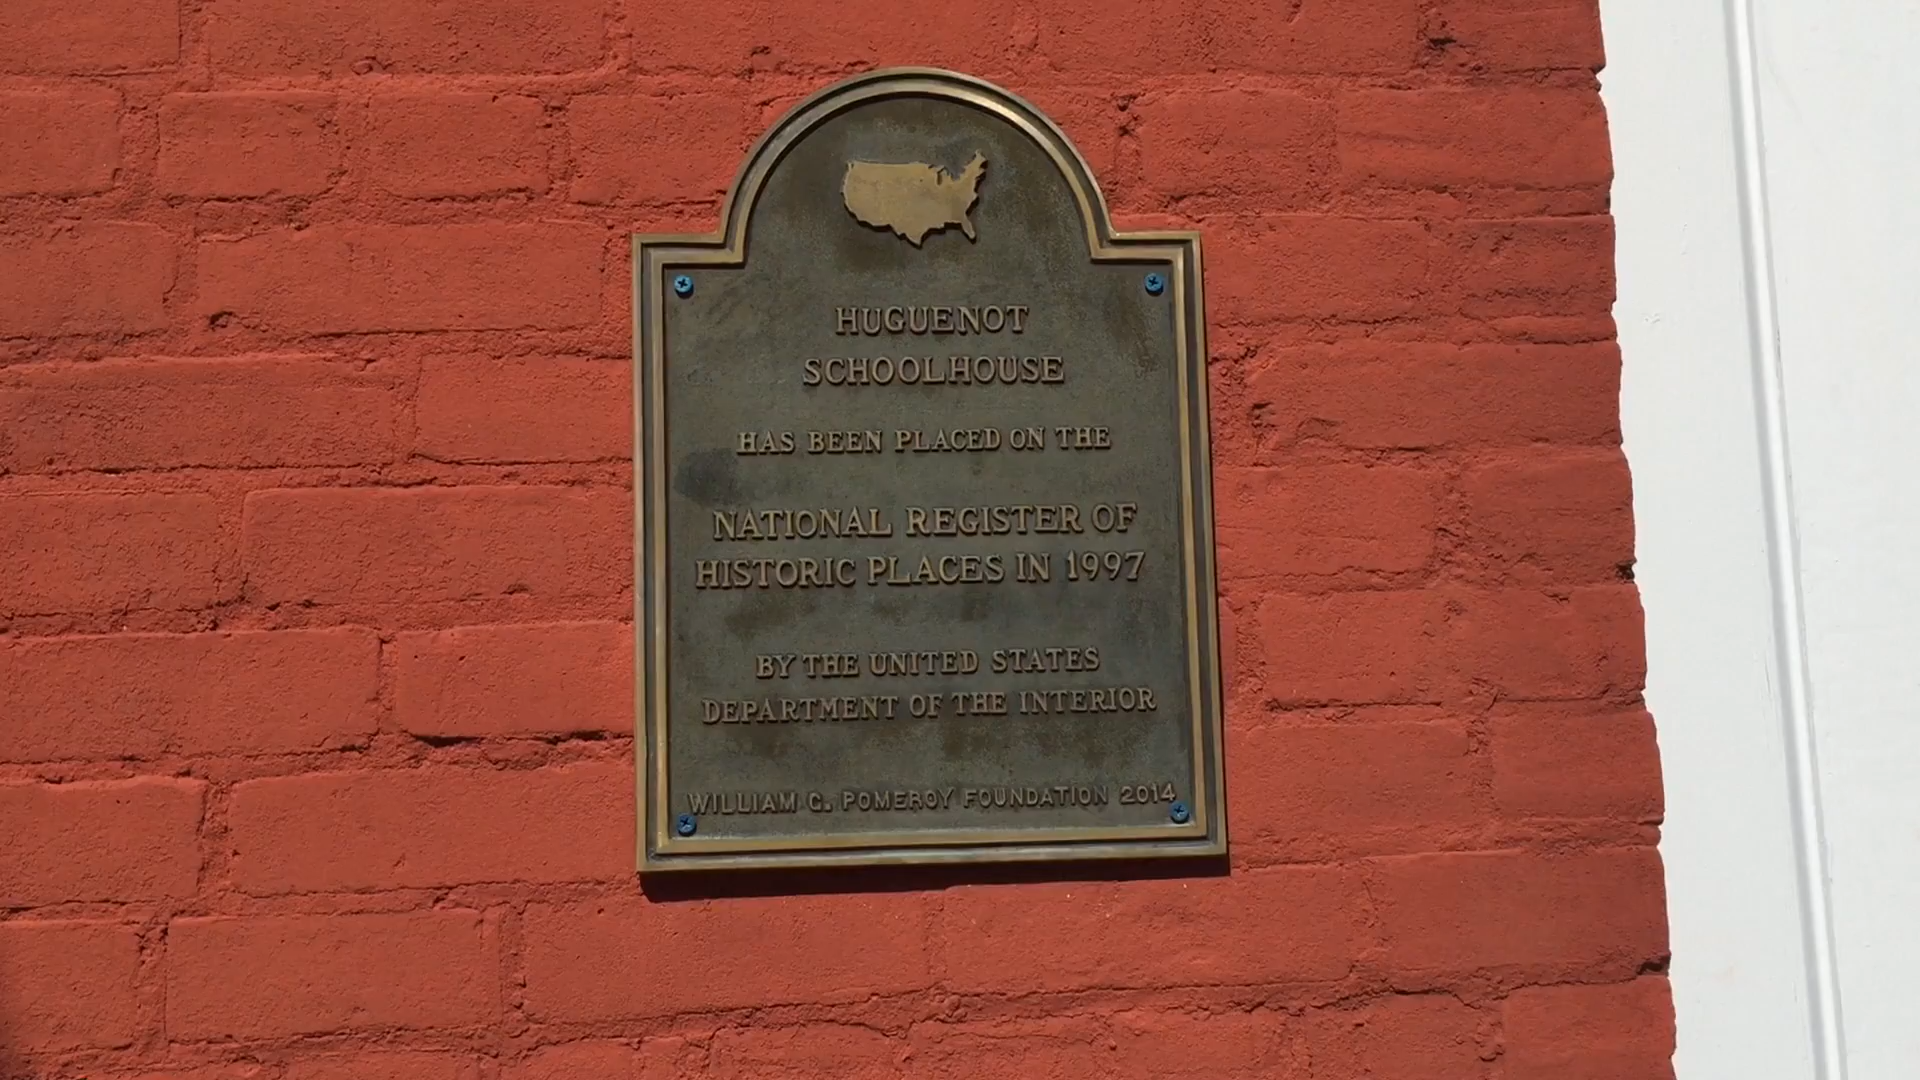 HUGUENOT
SCHOOLHOUSE
HAS BEEN PLACED ON THE
NATIONAL REGISTER OF
HISTORIC PLACES IN 1997
BY THE UNITED STATES
DEPARTMENT OF THE INTERIOR
WILLIAM G. POMEROY FOUNDATION 2014